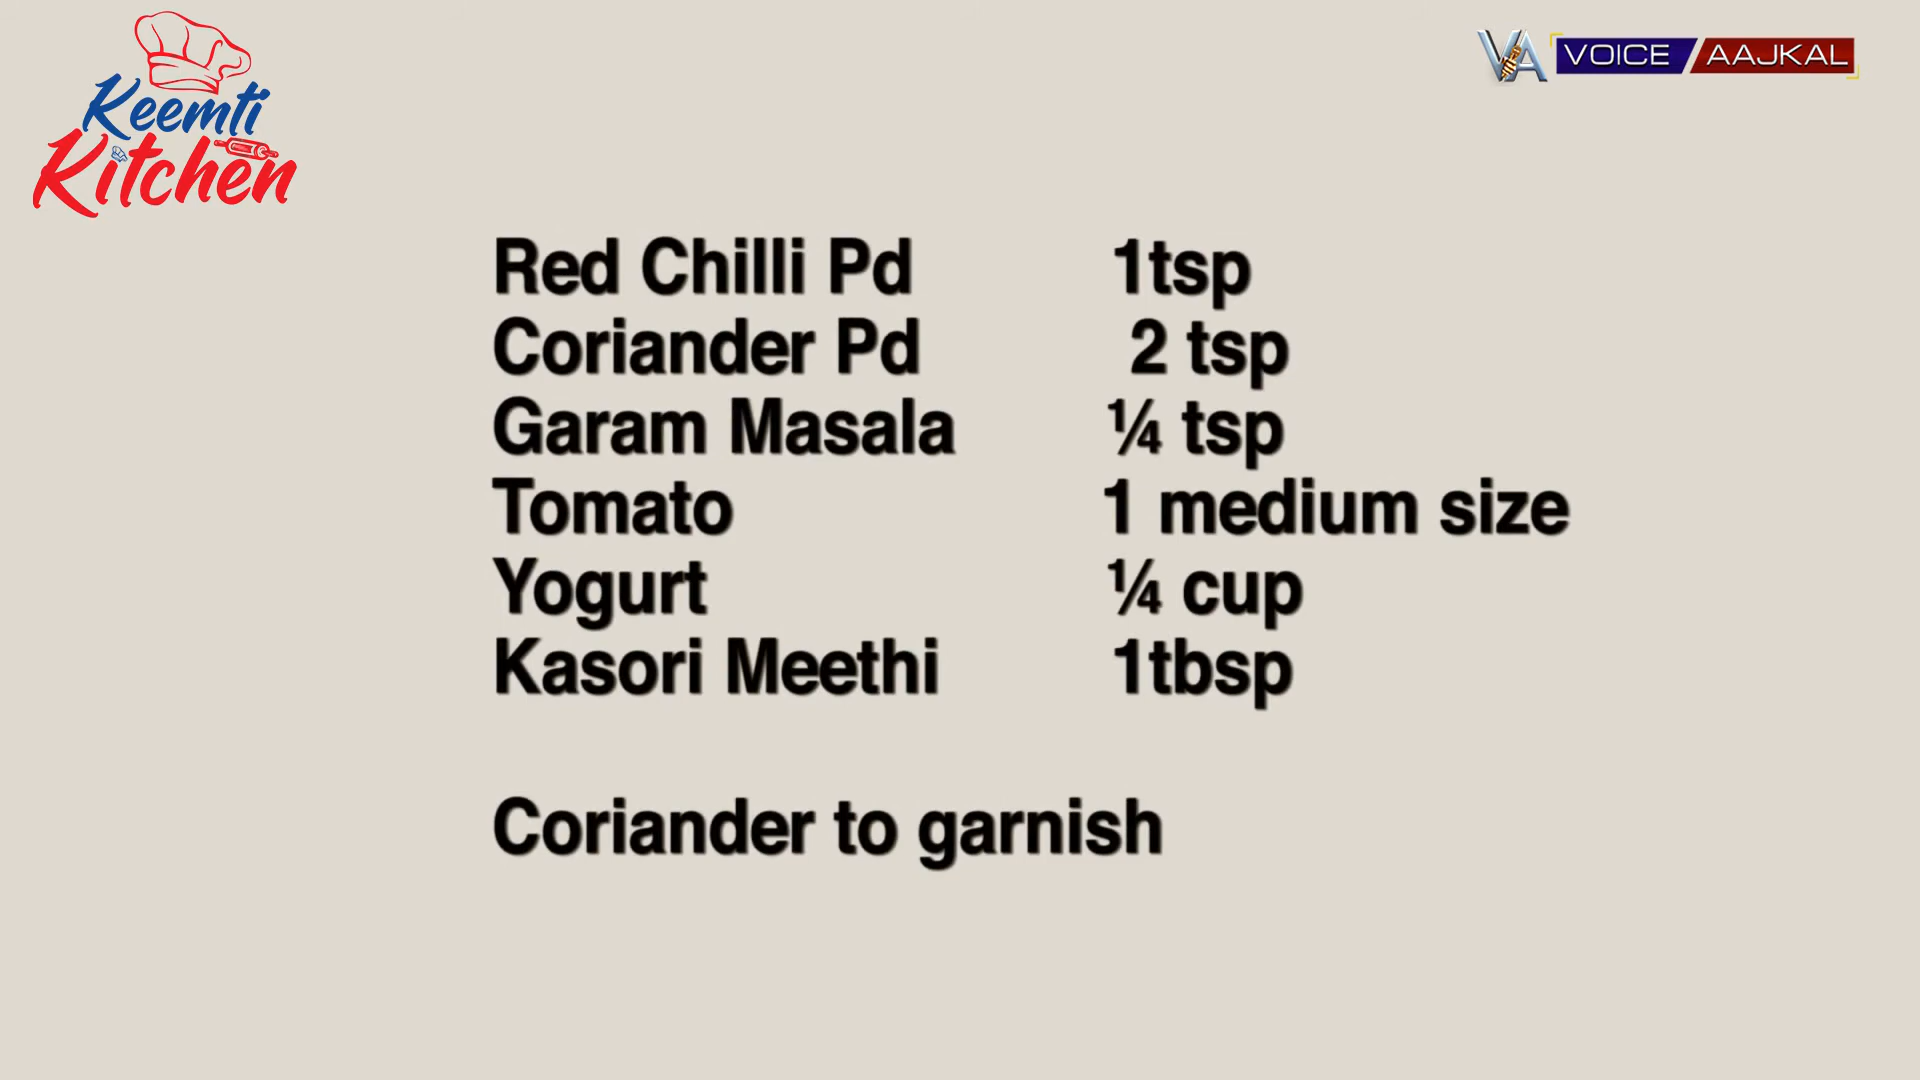 Keemti
Kitchen
VA VOICE AAJKAL
Red Chilli Pd 1tsp
Coriander Pd 2 tsp
Garam Masala ¼ tsp
Tomato 1 medium size
Yogurt ¼ cup
Kasori Meethi 1tbsp
Coriander to garnish